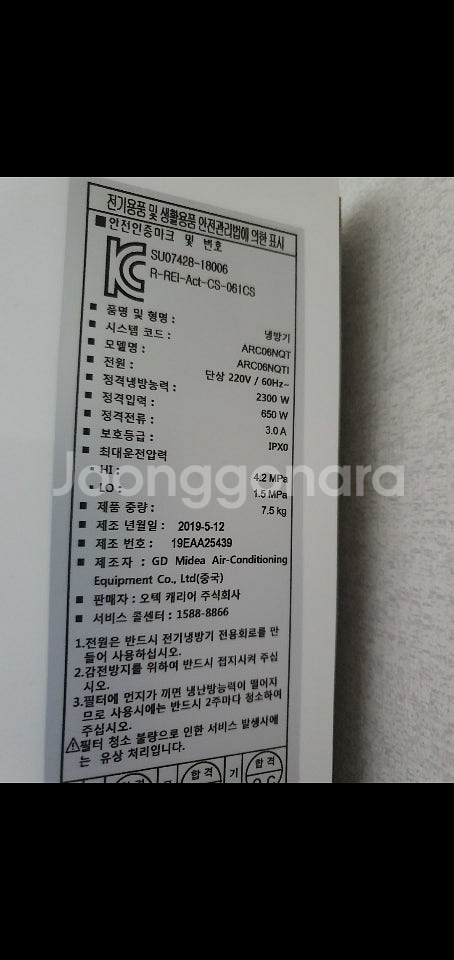 전기용품 및 생활용품 안전관리법에 의한 표시
■안전인증마크 및 번호
SU07428-18006
R-REI-Act-CS-061CS
■ 품명 및 형명 : 냉방기
■ 시스템 코드 : ARC06NQT
■ 모델명 : ARC06NQTI
■ 전원 : 단상 220V / 60Hz~
■ 정격냉방능력 : 2300 W
■ 정격입력 : 650 W
■ 정격전류 : 3.0 A
■ 보호등급 : IPX0
■ 최대운전압력
HI : 4.2 MPa
LO : 1.5 MPa
Joonggonara
■ 제품 중량 : 7.5 kg
■ 제조 년월일 : 2019-5-12
■ 제조 번호 : 19EAA25439
■ 제조자 : GD Midea Air-Conditioning
Equipment Co., Ltd(중국)
■ 판매자 : 오텍 캐리어 주식회사
■ 서비스 콜센터 : 1588-8866
1.전원은 반드시 전기냉방기 전용회로를 만
들어 사용하십시오.
2.감전방지를 위하여 반드시 접지시켜 주십
시오.
3.필터에 먼지가 끼면 냉난방능력이 떨어지
므로 사용시에는 반드시 2주마다 청소하여
주십시오.
⚠필터 청소 불량으로 인한 서비스 발생시에
는 유상 처리입니다.
합격 기 합격